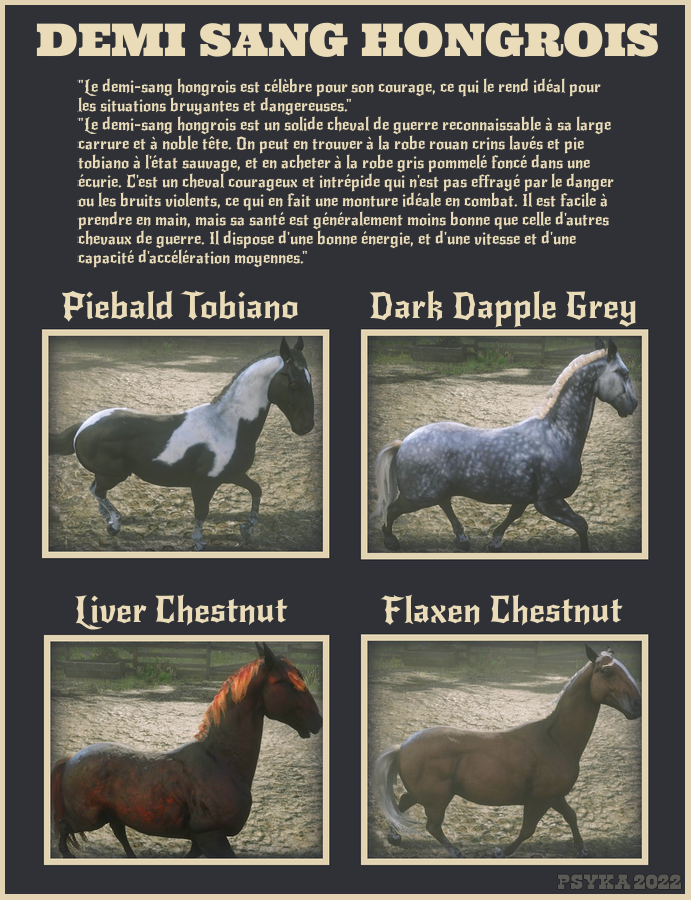 DEMI SANG HONGROIS
"Le demi-sang hongrois est célèbre pour son courage, ce qui le rend idéal pour
les situations bruyantes et dangereuses."
"Le demi-sang hongrois est un solide cheval de guerre reconnaissable à sa large
carrure et à noble tête. On peut en trouver à la robe rouan crins lavés et pie
tobiano à l'état sauvage, et en acheter à la robe gris pommelé foncé dans une
écurie. C'est un cheval courageux et intrépide qui n'est pas effrayé par le danger
ou les bruits violents, ce qui en fait une monture idéale en combat. Il est facile à
prendre en main, mais sa santé est généralement moins bonne que celle d'autres
chevaux de guerre. Il dispose d'une bonne énergie, et d'une vitesse et d'une
capacité d'accélération moyennes."
Piebald Tobiano
Dark Dapple Grey
Liver Chestnut
Flaxen Chestnut
PSYKA 2022